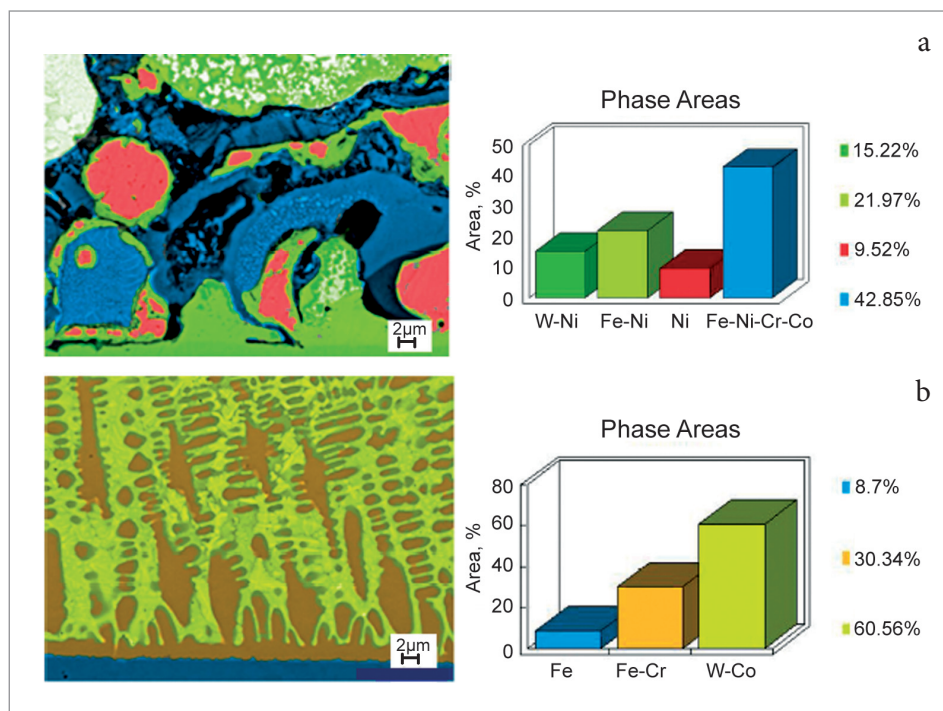 a
Phase Areas
Area, %
50
40
30
20
10
0
W-Ni Fe-Ni Ni Fe-Ni-Cr-Co
15.22%
21.97%
9.52%
42.85%
2µm
b
Phase Areas
Area, %
80
60
40
20
0
Fe Fe-Cr W-Co
8.7%
30.34%
60.56%
2µm